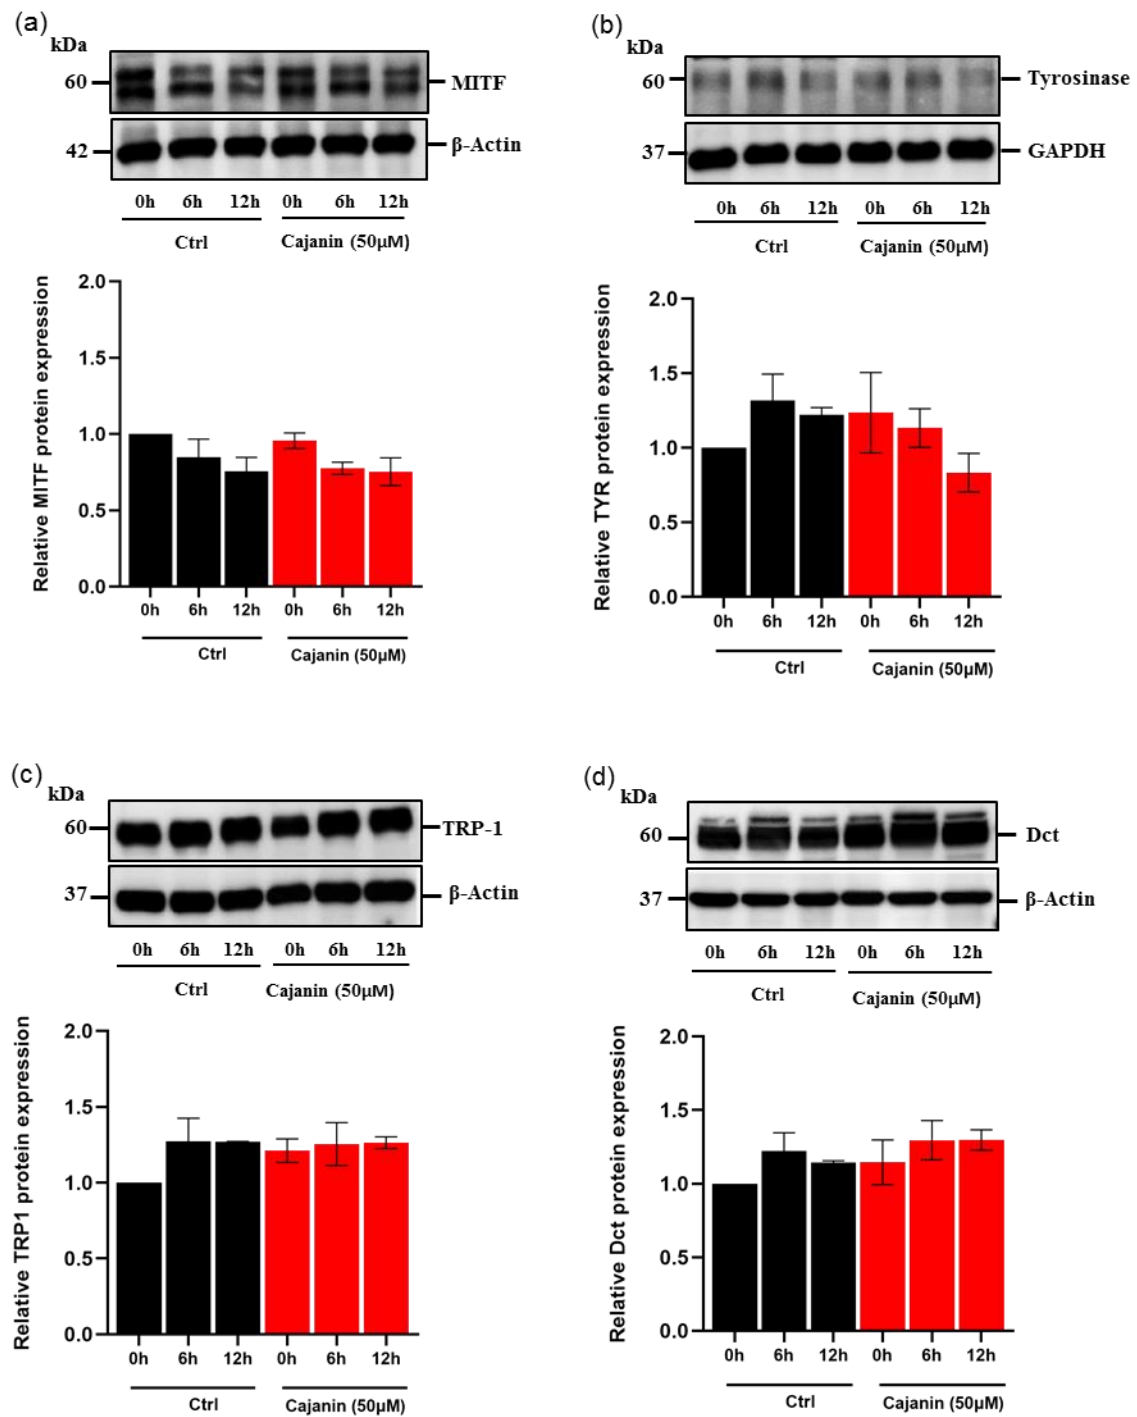 (a)
kDa
60
MITF
42
β-Actin
0h 6h 12h 0h 6h 12h
Ctrl Cajanin (50μM)
Relative MITF protein expression
2.0
1.5
1.0
0.5
0.0
0h 6h 12h 0h 6h 12h
Ctrl Cajanin (50μM)
(b)
kDa
60
Tyrosinase
37
GAPDH
0h 6h 12h 0h 6h 12h
Ctrl Cajanin (50μM)
Relative TYR protein expression
2.0
1.5
1.0
0.5
0.0
0h 6h 12h 0h 6h 12h
Ctrl Cajanin (50μM)
(c)
kDa
60
TRP-1
37
β-Actin
0h 6h 12h 0h 6h 12h
Ctrl Cajanin (50μM)
Relative TRP1 protein expression
2.0
1.5
1.0
0.5
0.0
0h 6h 12h 0h 6h 12h
Ctrl Cajanin (50μM)
(d)
kDa
60
Dct
37
β-Actin
0h 6h 12h 0h 6h 12h
Ctrl Cajanin (50μM)
Relative Dct protein expression
2.0
1.5
1.0
0.5
0.0
0h 6h 12h 0h 6h 12h
Ctrl Cajanin (50μM)